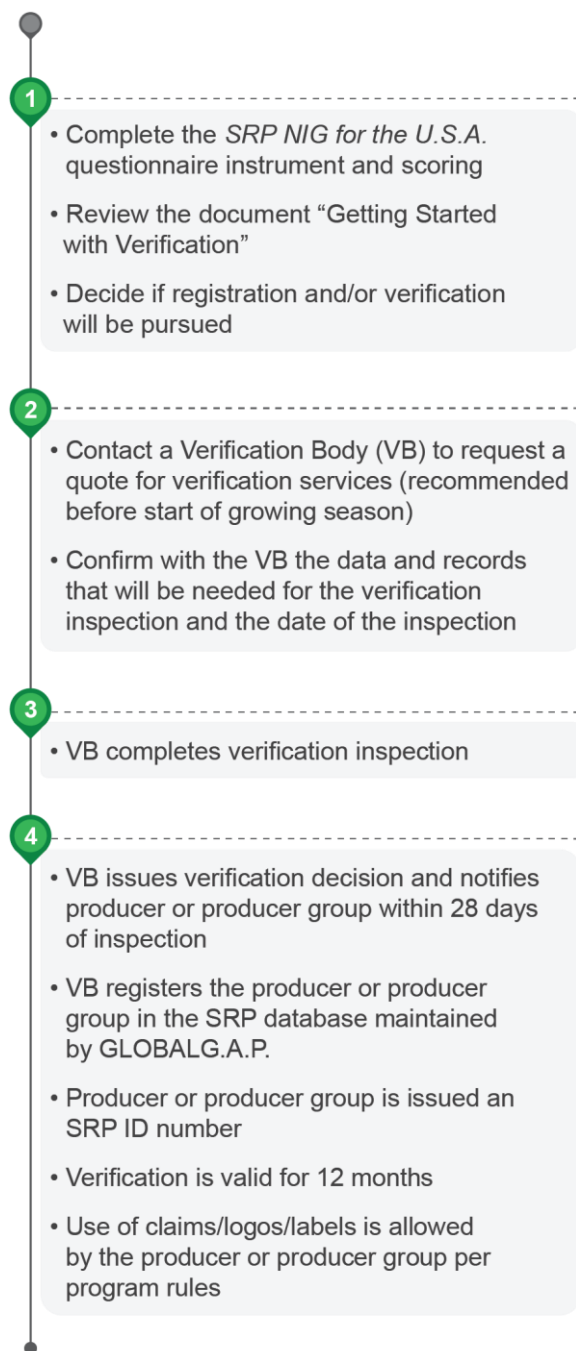 1
• Complete the SRP NIG for the U.S.A.
questionnaire instrument and scoring
• Review the document “Getting Started
with Verification”
• Decide if registration and/or verification
will be pursued
2
• Contact a Verification Body (VB) to request a
quote for verification services (recommended
before start of growing season)
• Confirm with the VB the data and records
that will be needed for the verification
inspection and the date of the inspection
3
• VB completes verification inspection
4
• VB issues verification decision and notifies
producer or producer group within 28 days
of inspection
• VB registers the producer or producer
group in the SRP database maintained
by GLOBALG.A.P.
• Producer or producer group is issued an
SRP ID number
• Verification is valid for 12 months
• Use of claims/logos/labels is allowed
by the producer or producer group per
program rules